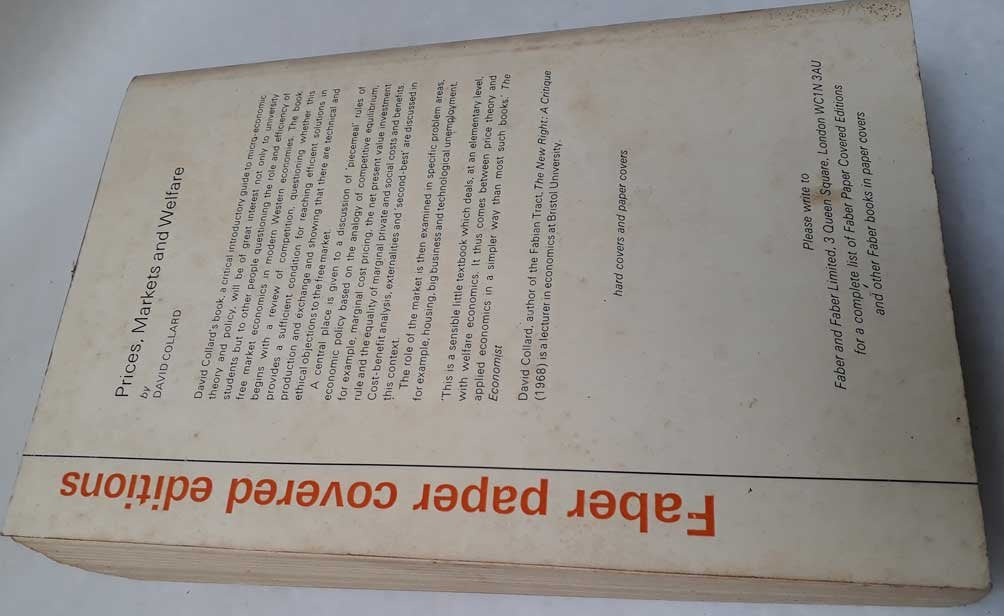 Prices, Markets and Welfare
by
DAVID COLLARD
David Collard's book, a critical introductory guide to micro-economic
theory and policy, will be of great interest not only to university
students but to other people questioning the role and efficiency of
free market economics in modern Western economies. The book
begins with a review of competition, questioning whether this
provides a sufficient condition for reaching efficient solutions in
production and exchange and showing that there are technical and
ethical objections to the free market.
A central place is given to a discussion of 'piecemeal' rules of
economic policy based on the analogy of competitive equilibrium,
for example, marginal cost pricing, the net present value investment
rule and the equality of marginal private and social costs and benefits.
Cost-benefit analysis, externalities and 'second-best' are discussed in
this context.
The role of the market is then examined in specific problem areas,
for example, housing, big business and technological unemployment.
'This is a sensible little textbook which deals, at an elementary level,
with welfare economics. It thus comes between price theory and
applied economics in a simpler way than most such books.' The
Economist
David Collard, author of the Fabian Tract, The New Right: A Critique
(1968) is a lecturer in economics at Bristol University.
hard covers and paper covers
Please write to
Faber and Faber Limited, 3 Queen Square, London WC1N 3AU
for a complete list of Faber Paper Covered Editions
and other Faber books in paper covers
Faber paper covered editions